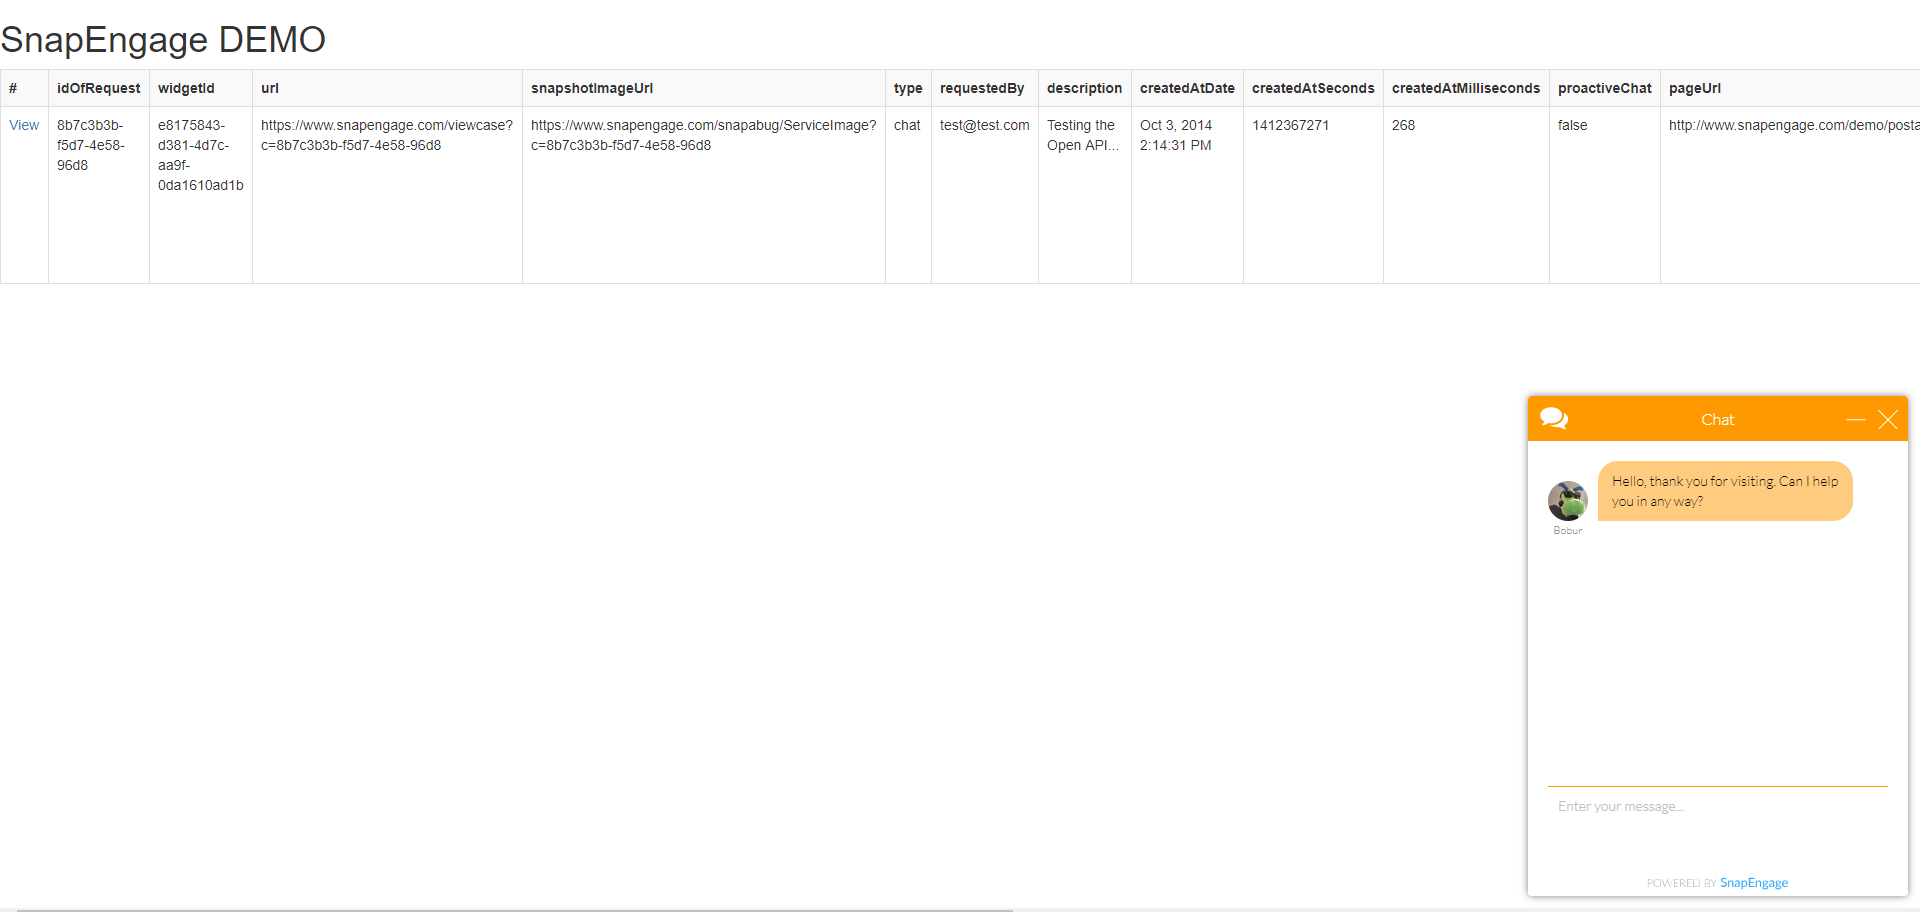 SnapEngage DEMO
# idOfRequest widgetId url snapshotImageUrl type requestedBy description createdAtDate createdAtSeconds createdAtMilliseconds proactiveChat pageUrl
View
8b7c3b3b-
f5d7-4e58-
96d8
e8175843-
d381-4d7c-
aa9f-
0da1610ad1b
https://www.snapengage.com/viewcase?
c=8b7c3b3b-f5d7-4e58-96d8
https://www.snapengage.com/snapabug/ServiceImage?
c=8b7c3b3b-f5d7-4e58-96d8
chat
test@test.com
Testing the
Open API...
Oct 3, 2014
2:14:31 PM
1412367271
268
false
http://www.snapengage.com/demo/posta
Chat
Hello, thank you for visiting. Can I help
you in any way?
Bobur
Enter your message...
POWERED BY SnapEngage